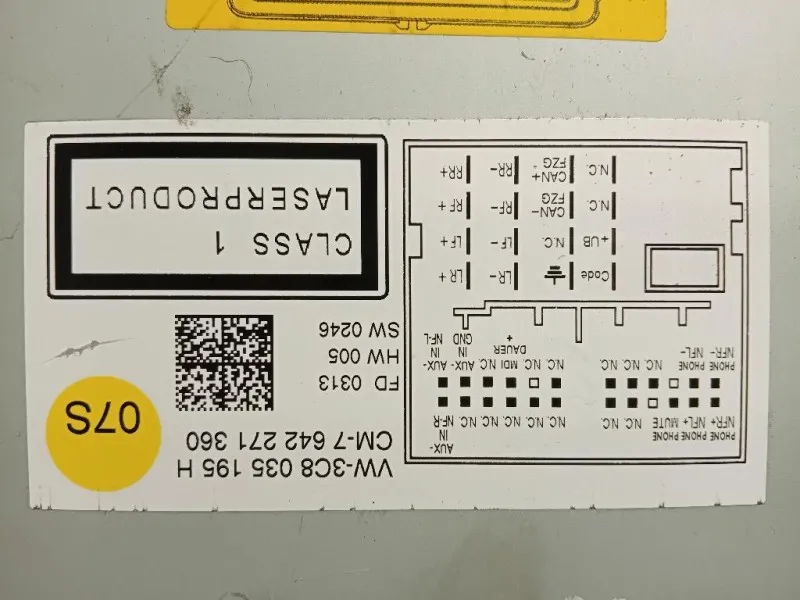 VW-3C8 035 195 H
CM-7 642 271 360
07S
FD 0313
HW 005
SW 0246
CLASS 1
LASERPRODUCT
AUX-
IN
PHONE PHONE PHONE
NFR+ NFL+ MUTE N.C. N.C. N.C. N.C. N.C. N.C. N.C. NF-R
PHONE PHONE N.C. N.C. N.C. N.C. N.C. MDI N.C. AUX- AUX-
NFR- NFL- DAUER IN IN
+ GND NF-L
Code LR- LR+
+UB N.C. LF- LF+
N.C. CAN- RF- RF+
FZG
N.C. CAN+ RR- RR+
FZG